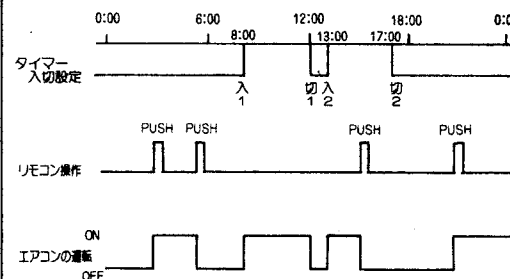 0:00 6:00 12:00 18:00 0:0
8:00 13:00 17:00
タイマー
入切設定
入 切 入 切
1 1 2 2
PUSH PUSH PUSH PUSH
リモコン操作
ON
エアコンの運転
OFF